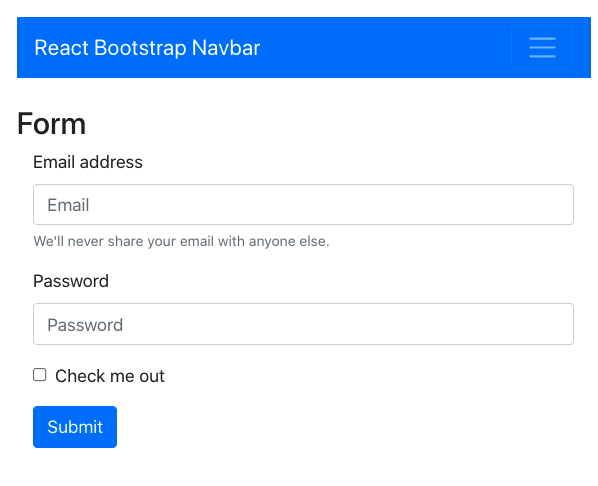 React Bootstrap Navbar
Form
Email address
Email
We'll never share your email with anyone else.
Password
Password
Check me out
Submit